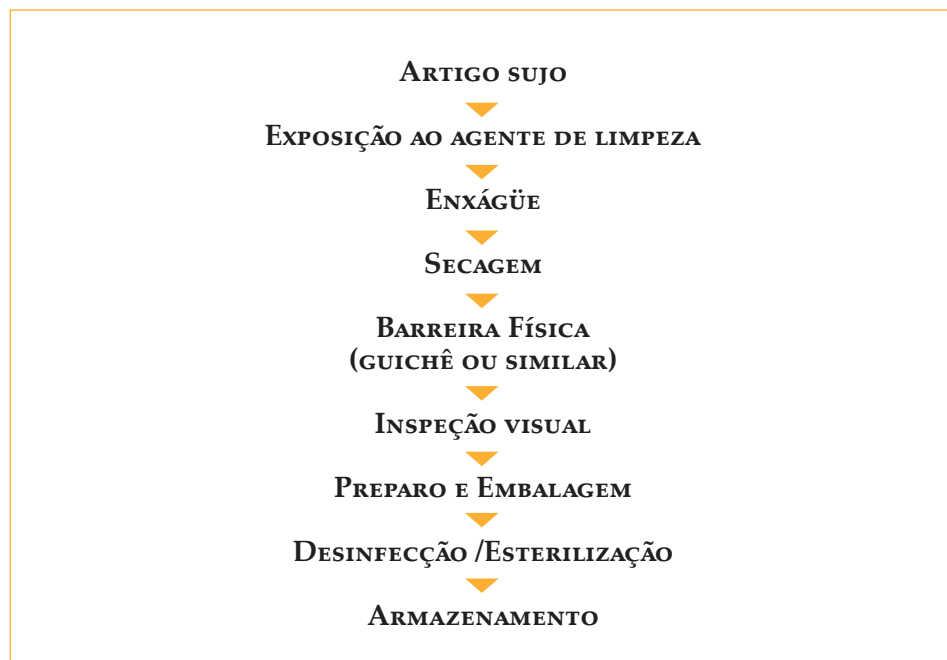 Artigo sujo
Exposição ao agente de limpeza
Enxágüe
Secagem
Barreira Física
(guichê ou similar)
Inspeção visual
Preparo e Embalagem
Desinfecção /Esterilização
Armazenamento